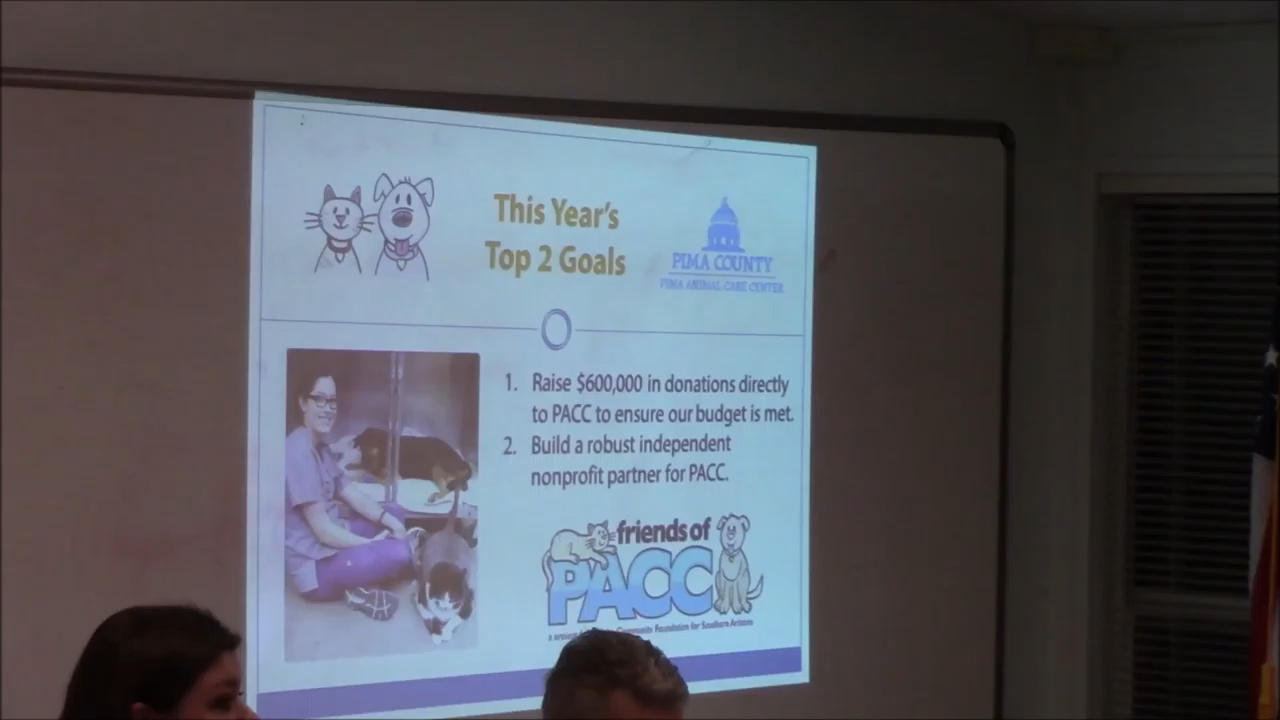 This Year's
Top 2 Goals
PIMA COUNTY
PIMA ANIMAL CARE CENTER
1. Raise $600,000 in donations directly
to PACC to ensure our budget is met.
2. Build a robust independent
nonprofit partner for PACC.
friends of
PACC
a Community Foundation for Southern Arizona